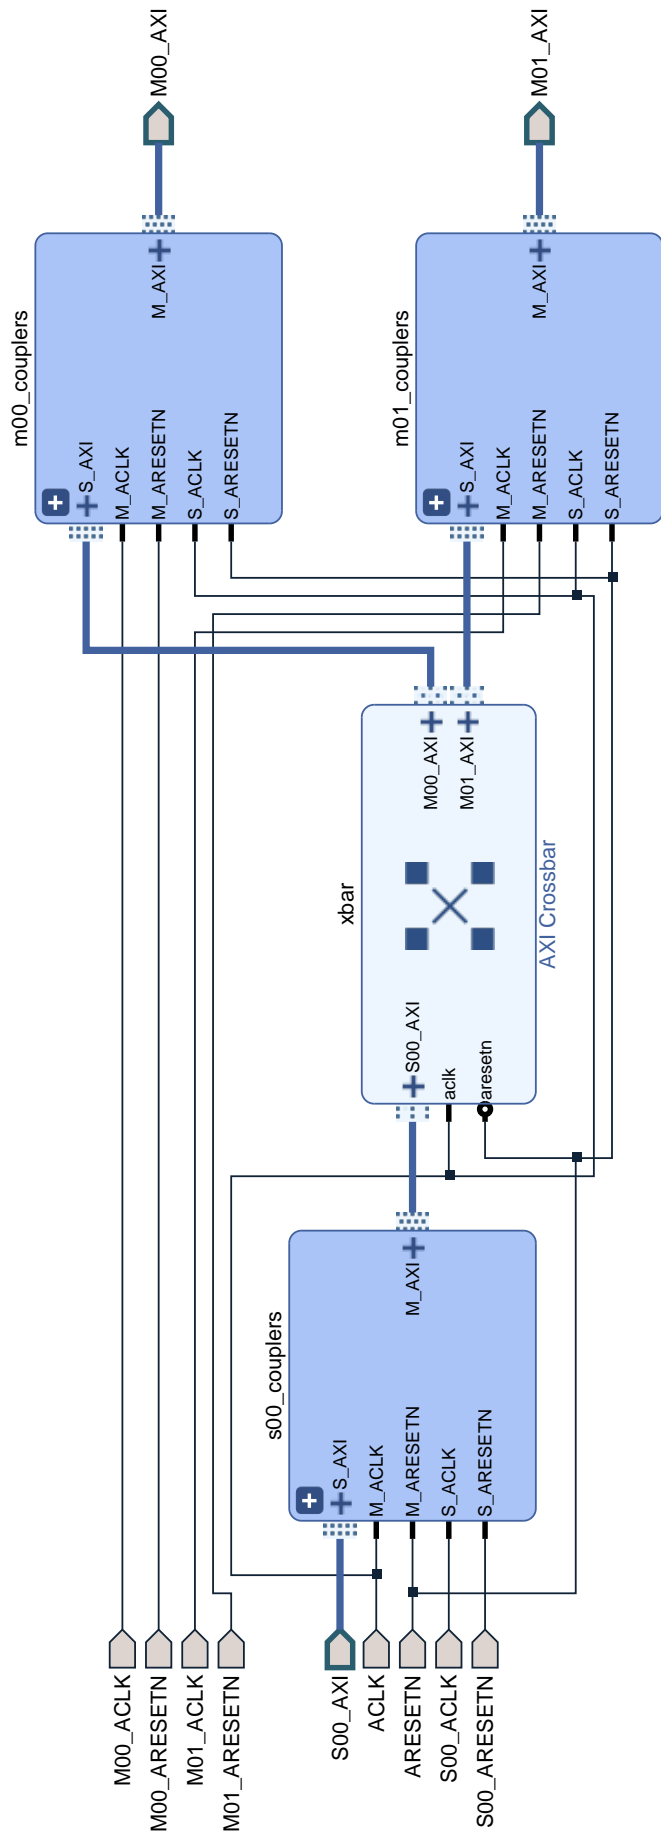 M00_ACLK
M00_ARESETN
M01_ACLK
M01_ARESETN
S00_AXI
ACLK
ARESETN
S00_ACLK
S00_ARESETN
s00_couplers
S_AXI
M_ACLK
M_ARESETN
S_ACLK
S_ARESETN
M_AXI
xbar
S00_AXI
aclk
aresetn
M00_AXI
M01_AXI
AXI Crossbar
m00_couplers
S_AXI
M_ACLK
M_ARESETN
S_ACLK
S_ARESETN
M_AXI
m01_couplers
S_AXI
M_ACLK
M_ARESETN
S_ACLK
S_ARESETN
M_AXI
M00_AXI
M01_AXI